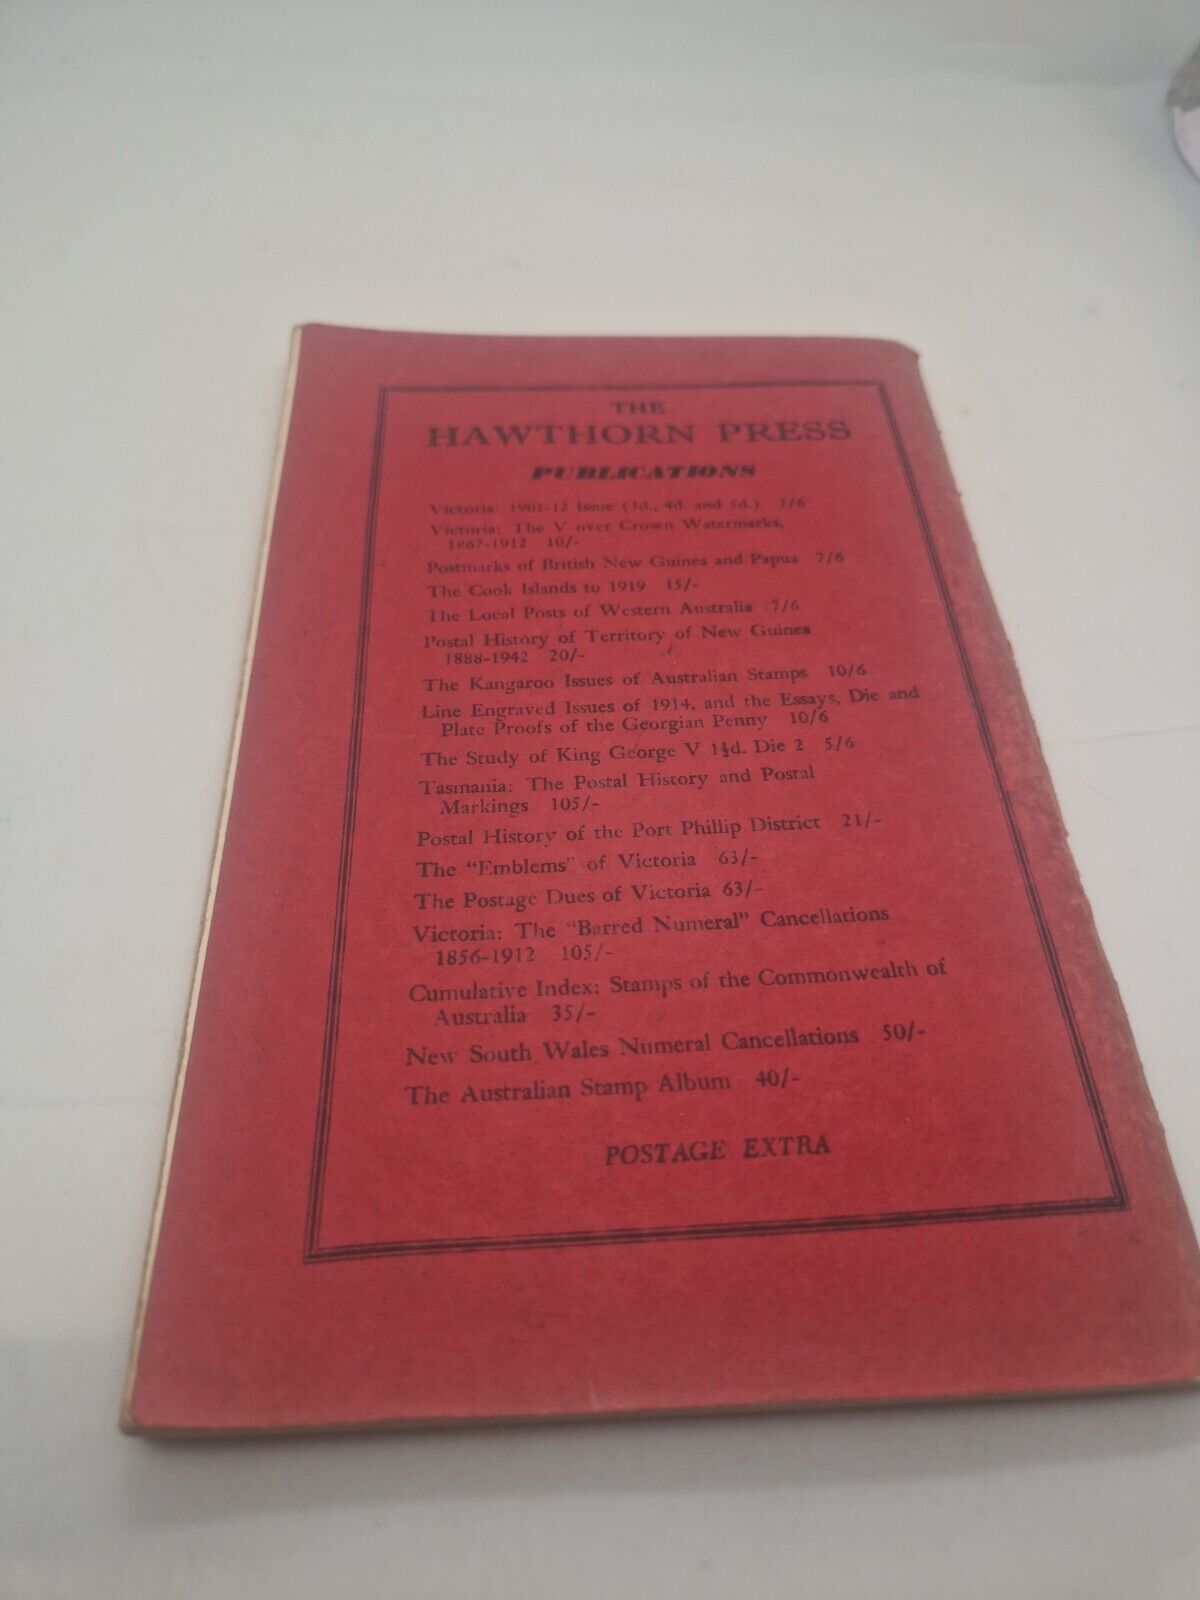 THE
HAWTHORN PRESS
PUBLICATIONS
Victoria: 1901-12 Issue (3d., 4d. and 5d.) 7/6
Victoria: The V over Crown Watermarks,
1867-1912 10/-
Postmarks of British New Guinea and Papua 7/6
The Cook Islands to 1919 15/-
The Local Posts of Western Australia 7/6
Postal History of Territory of New Guinea
1888-1942 20/-
The Kangaroo Issues of Australian Stamps 10/6
Line Engraved Issues of 1914, and the Essays, Die and
Plate Proofs of the Georgian Penny 10/6
The Study of King George V 1½d. Die 2 5/6
Tasmania: The Postal History and Postal
Markings 105/-
Postal History of the Port Phillip District 21/-
The "Emblems" of Victoria 63/-
The Postage Dues of Victoria 63/-
Victoria: The "Barred Numeral" Cancellations
1856-1912 105/-
Cumulative Index: Stamps of the Commonwealth of
Australia 35/-
New South Wales Numeral Cancellations 50/-
The Australian Stamp Album 40/-
POSTAGE EXTRA